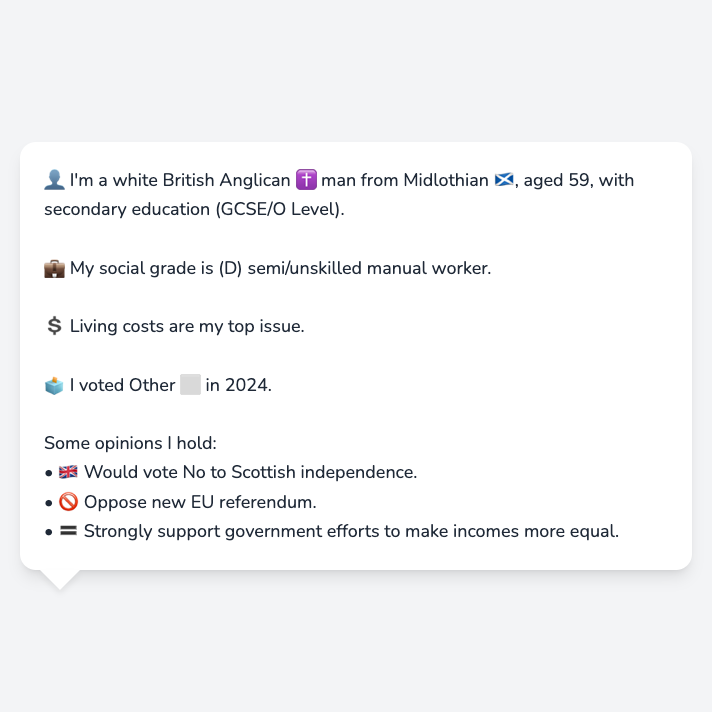 👤 I'm a white British Anglican ✝️ man from Midlothian 🏴󠁧󠁢󠁳󠁣󠁴󠁿, aged 59, with
secondary education (GCSE/O Level).
💼 My social grade is (D) semi/unskilled manual worker.
💲 Living costs are my top issue.
🗳️ I voted Other ⬜ in 2024.
Some opinions I hold:
• 🇬🇧 Would vote No to Scottish independence.
• 🚫 Oppose new EU referendum.
• 🟰 Strongly support government efforts to make incomes more equal.